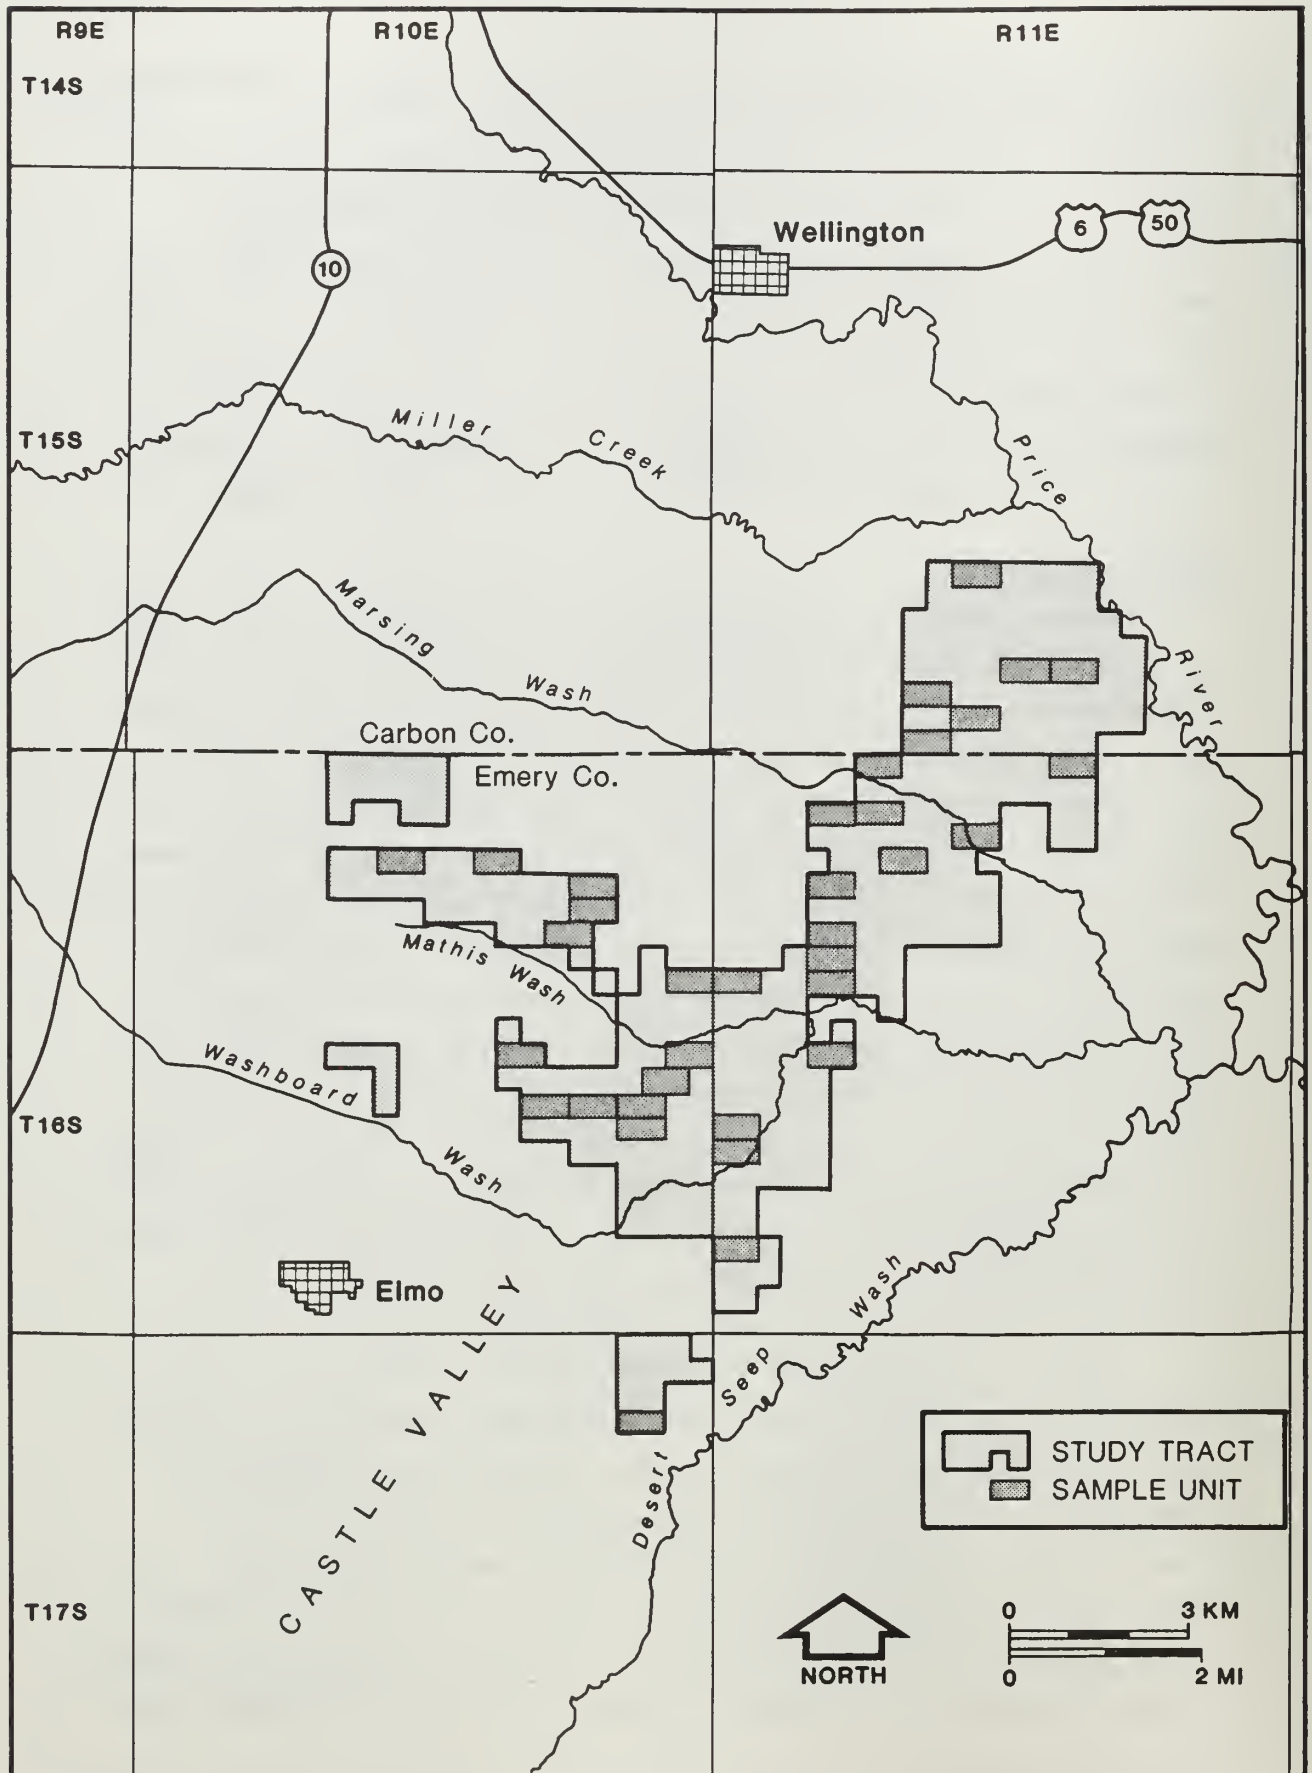 R9E
R10E
R11E
T14S
Wellington
6
50
10
T15S
Miller Creek
Price River
Marsing Wash
Carbon Co.
Emery Co.
Mathis Wash
Washboard Wash
T16S
Elmo
CASTLE VALLEY
Desert Seep Wash
STUDY TRACT
SAMPLE UNIT
T17S
NORTH
0 3 KM
0 2 MI